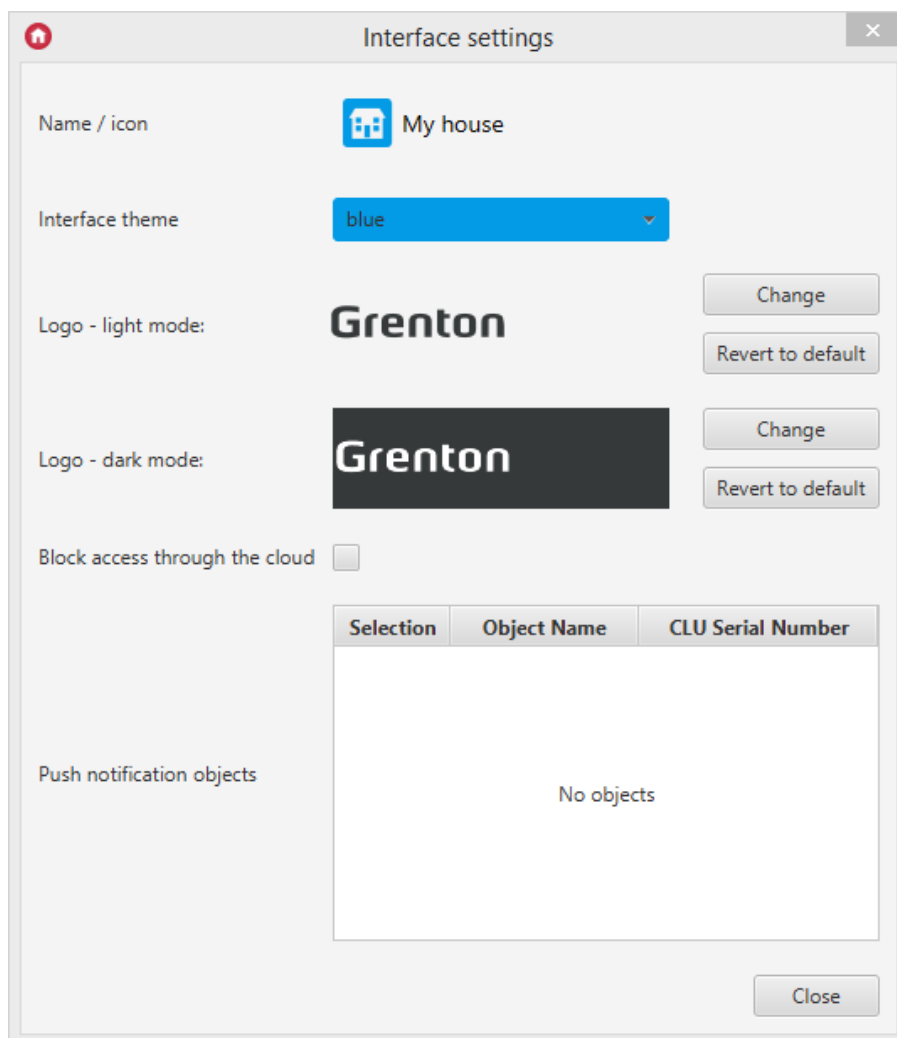 Interface settings
Name / icon
My house
Interface theme
blue
Logo - light mode:
Grenton
Change
Revert to default
Logo - dark mode:
Grenton
Change
Revert to default
Block access through the cloud
Selection Object Name CLU Serial Number
Push notification objects
No objects
Close